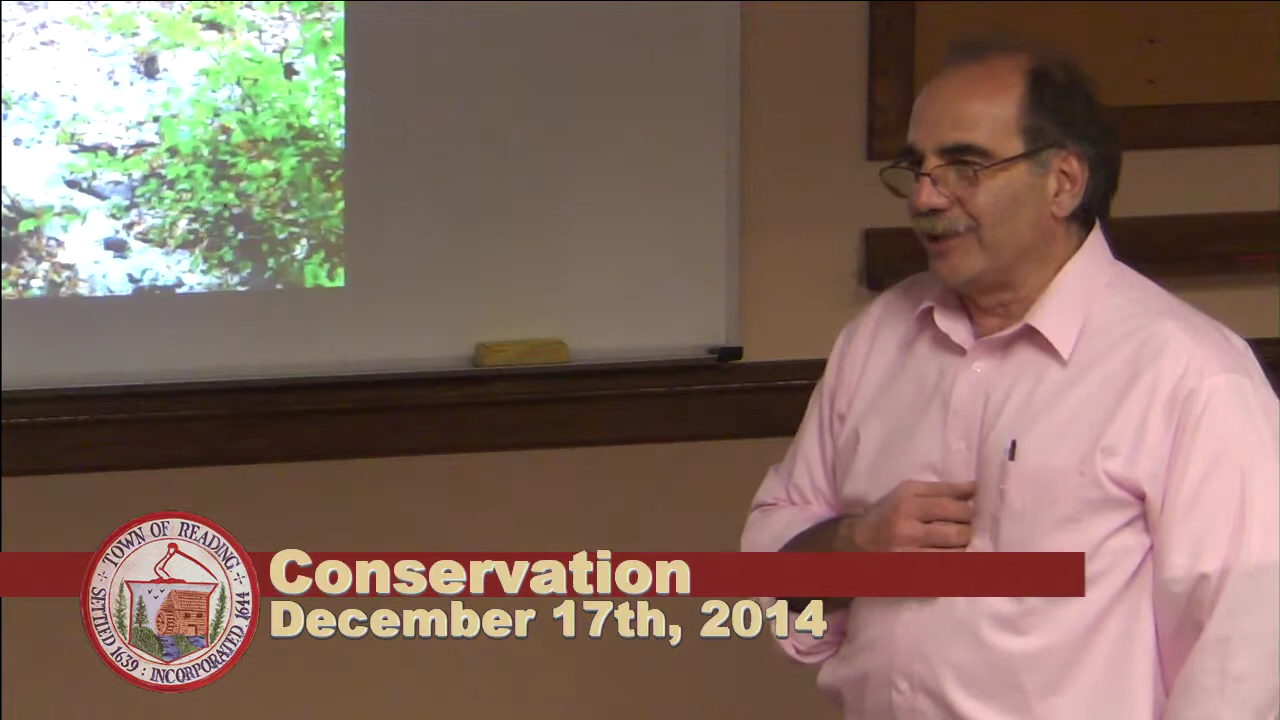 TOWN OF READING
SETTLED 1639 : INCORPORATED 1644
Conservation
December 17th, 2014